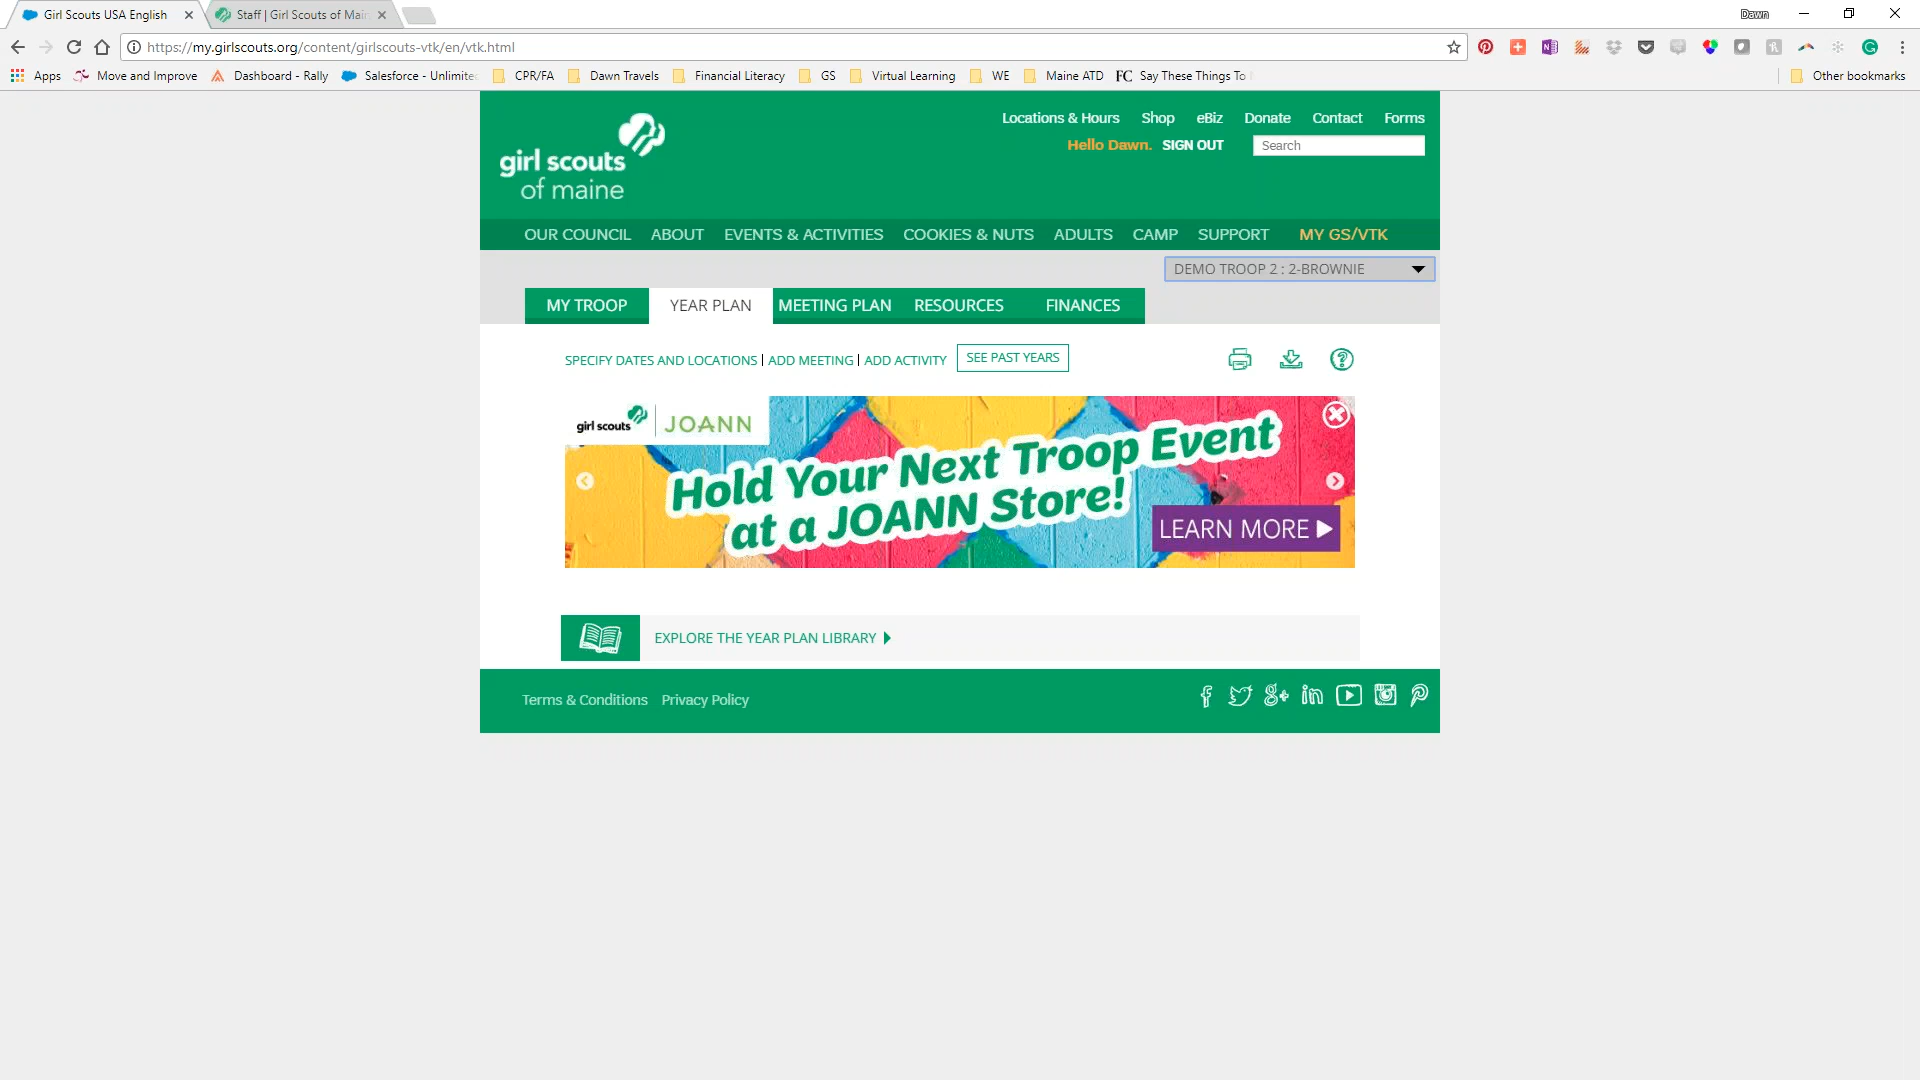 Girl Scouts USA English
Staff | Girl Scouts of Main
Dawn
https://my.girlscouts.org/content/girlscouts-vtk/en/vtk.html
Apps Move and Improve Dashboard - Rally Salesforce - Unlimite CPR/FA Dawn Travels Financial Literacy GS Virtual Learning WE Maine ATD FC Say These Things To Other bookmarks
Locations & Hours Shop eBiz Donate Contact Forms
Hello Dawn. SIGN OUT Search
girl scouts
of maine
OUR COUNCIL ABOUT EVENTS & ACTIVITIES COOKIES & NUTS ADULTS CAMP SUPPORT MY GS/VTK
DEMO TROOP 2 : 2-BROWNIE
MY TROOP YEAR PLAN MEETING PLAN RESOURCES FINANCES
SPECIFY DATES AND LOCATIONS | ADD MEETING | ADD ACTIVITY SEE PAST YEARS
girl scouts JOANN
Hold Your Next Troop Event
at a JOANN Store!
LEARN MORE
EXPLORE THE YEAR PLAN LIBRARY
Terms & Conditions Privacy Policy